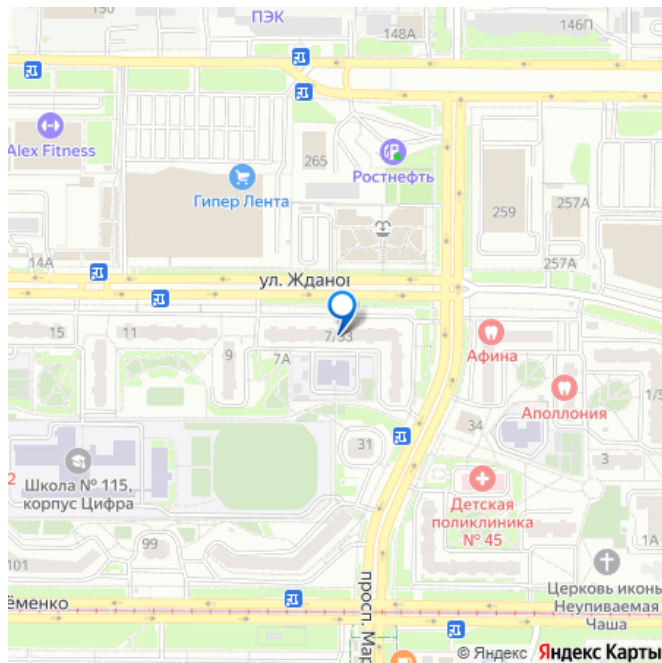 150
ПЭК
148А
146П
Alex Fitness
265
Ростнефть
Гипер Лента
259
257А
257А
14А
ул. Ждано
15
11
9
7А
7/33
Афина
Аполлония
1/3
34
31
3
2
Школа № 115,
корпус Цифра
Детская
поликлиника
№ 45
99
101
1А
Церковь иконы
Неупиваемая
Чаша
ёменко
просп. Мар
© Яндекс Яндекс Карты